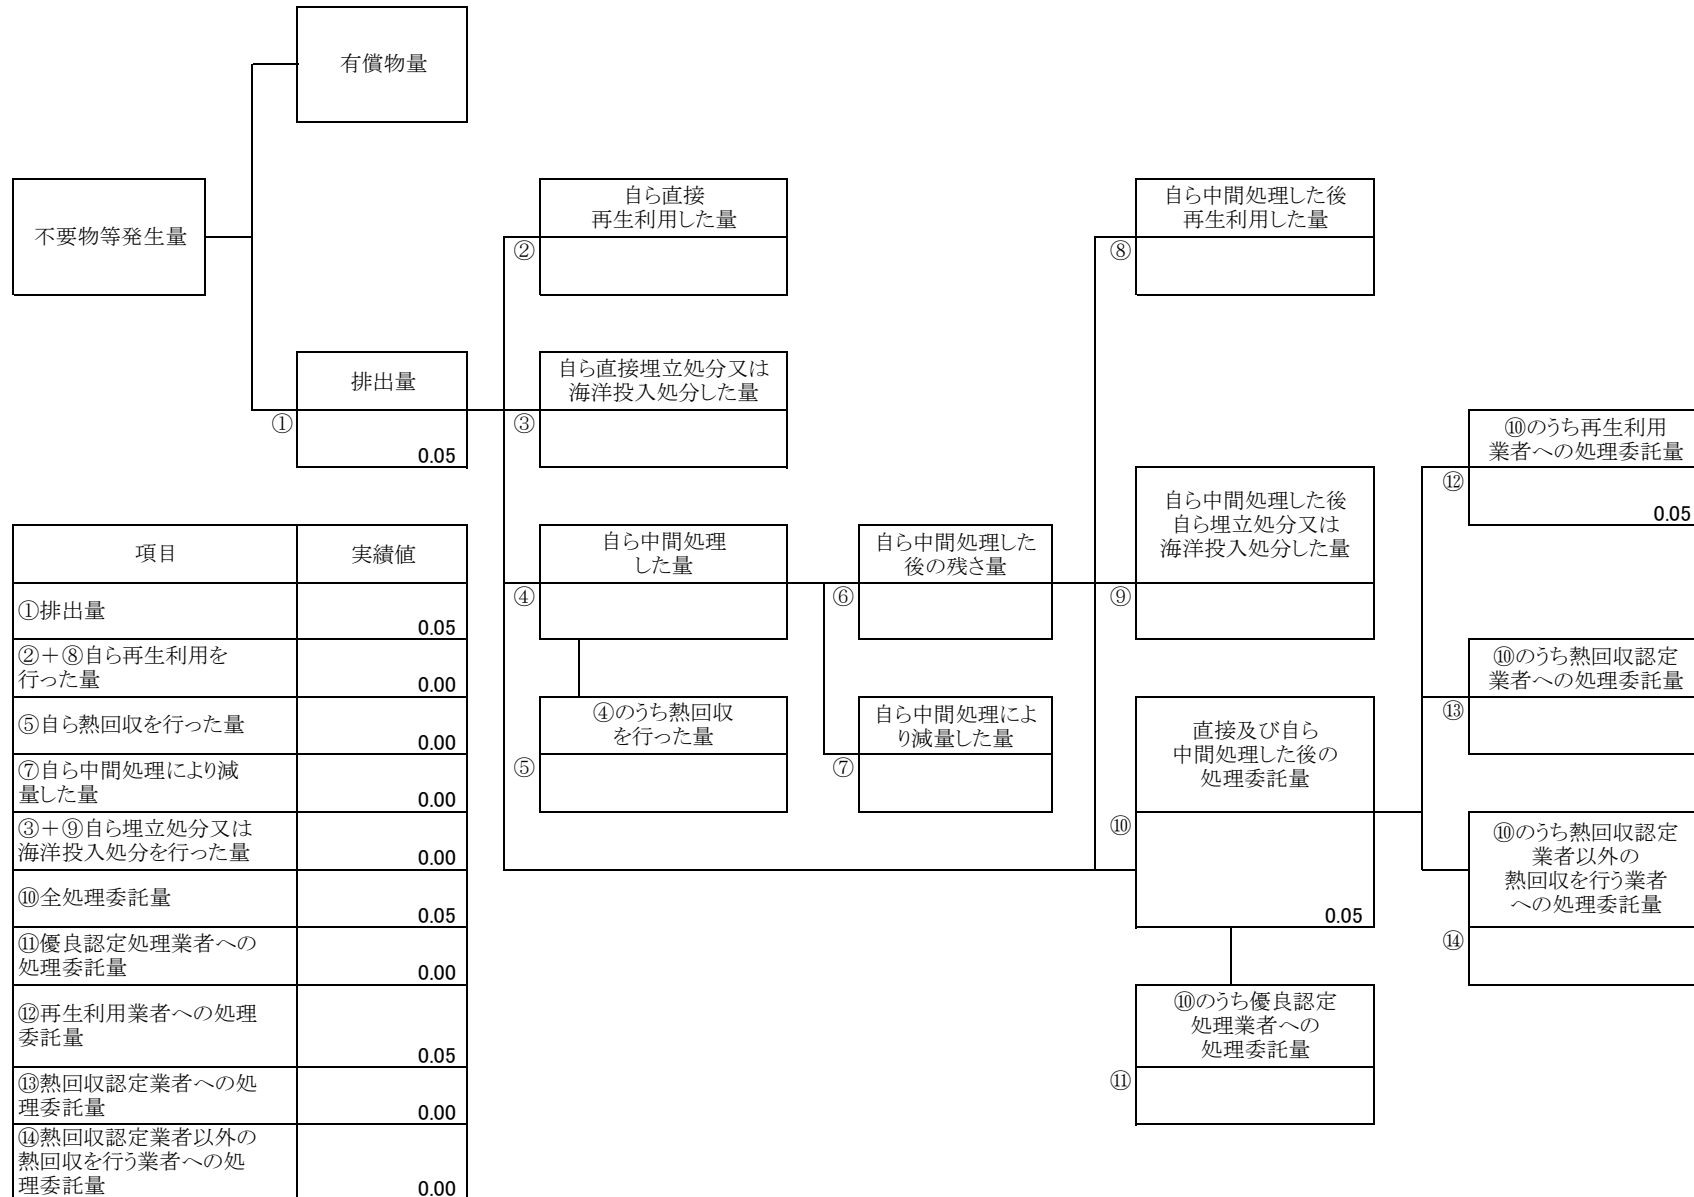 有償物量
不要物等発生量
自ら直接
再生利用した量
②
自ら中間処理した後
再生利用した量
⑧
排出量
①
0.05
自ら直接埋立処分又は
海洋投入処分した量
③
⑩のうち再生利用
業者への処理委託量
⑫
0.05
自ら中間処理
した量
④
自ら中間処理した
後の残さ量
⑥
自ら中間処理した後
自ら埋立処分又は
海洋投入処分した量
⑨
⑩のうち熱回収認定
業者への処理委託量
⑬
④のうち熱回収
を行った量
⑤
自ら中間処理によ
り減量した量
⑦
直接及び自ら
中間処理した後の
処理委託量
⑩
0.05
⑩のうち熱回収認定
業者以外の
熱回収を行う業者
への処理委託量
⑭
⑩のうち優良認定
処理業者への
処理委託量
⑪
項目 実績値
①排出量
0.05
②+⑧自ら再生利用を
行った量
0.00
⑤自ら熱回収を行った量
0.00
⑦自ら中間処理により減
量した量
0.00
③+⑨自ら埋立処分又は
海洋投入処分を行った量
0.00
⑩全処理委託量
0.05
⑪優良認定処理業者への
処理委託量
0.00
⑫再生利用業者への処理
委託量
0.05
⑬熱回収認定業者への処
理委託量
0.00
⑭熱回収認定業者以外の
熱回収を行う業者への処
理委託量
0.00